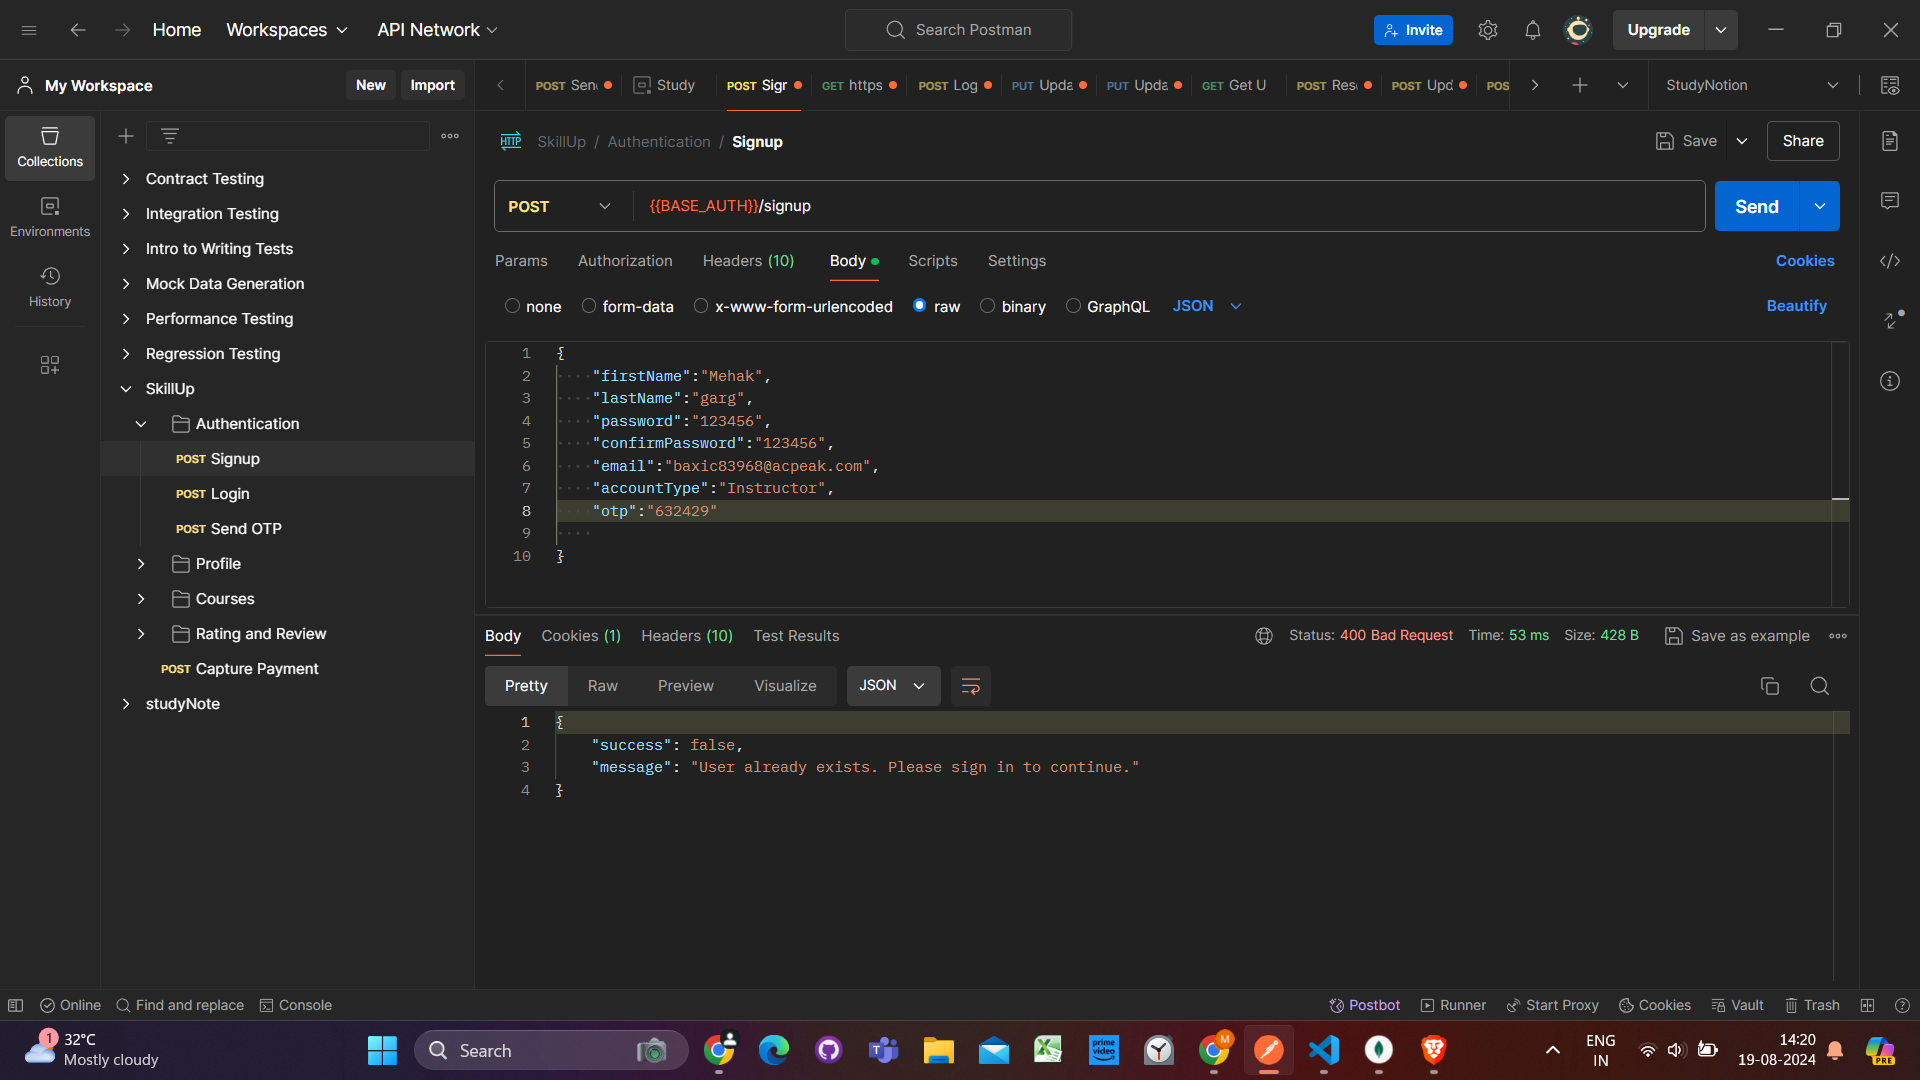 Home
Workspaces
API Network
Search Postman
Invite
Upgrade
My Workspace
New
Import
POST Sen
Study
POST Sigr
GET https
POST Log
PUT Upda
PUT Upda
GET Get U
POST Res
POST Upd
POS
StudyNotion
Collections
Environments
History
Contract Testing
Integration Testing
Intro to Writing Tests
Mock Data Generation
Performance Testing
Regression Testing
SkillUp
Authentication
POST Signup
POST Login
POST Send OTP
Profile
Courses
Rating and Review
POST Capture Payment
studyNote
HTTP SkillUp / Authentication / Signup
Save
Share
POST
{{BASE_AUTH}}/signup
Send
Params Authorization Headers (10) Body Scripts Settings
Cookies
none form-data x-www-form-urlencoded raw binary GraphQL JSON
Beautify
1 {
2 "firstName":"Mehak",
3 "lastName":"garg",
4 "password":"123456",
5 "confirmPassword":"123456",
6 "email":"baxic83968@acpeak.com",
7 "accountType":"Instructor",
8 "otp":"632429"
9
10 }
Body Cookies (1) Headers (10) Test Results
Status: 400 Bad Request Time: 53 ms Size: 428 B
Save as example
Pretty Raw Preview Visualize JSON
1 {
2 "success": false,
3 "message": "User already exists. Please sign in to continue."
4 }
Online
Find and replace
Console
Postbot
Runner
Start Proxy
Cookies
Vault
Trash
1
32°C
Mostly cloudy
Search
prime video
M
ENG
IN
14:20
19-08-2024
PRE